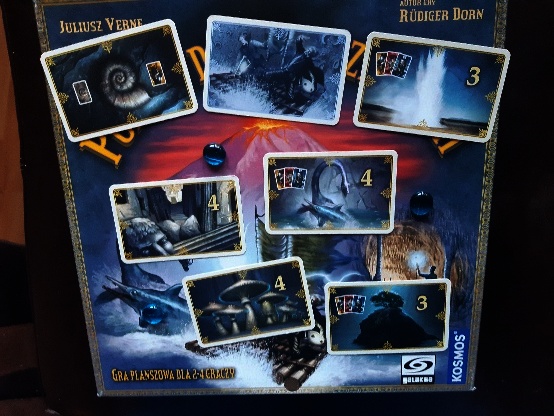 JULIUSZ VERNE
AUTOR GRY
RÜDIGER DORN
3
4
4
4
3
GRA PLANSZOWA DLA 2-4 GRACZY
galakta
KOSMOS